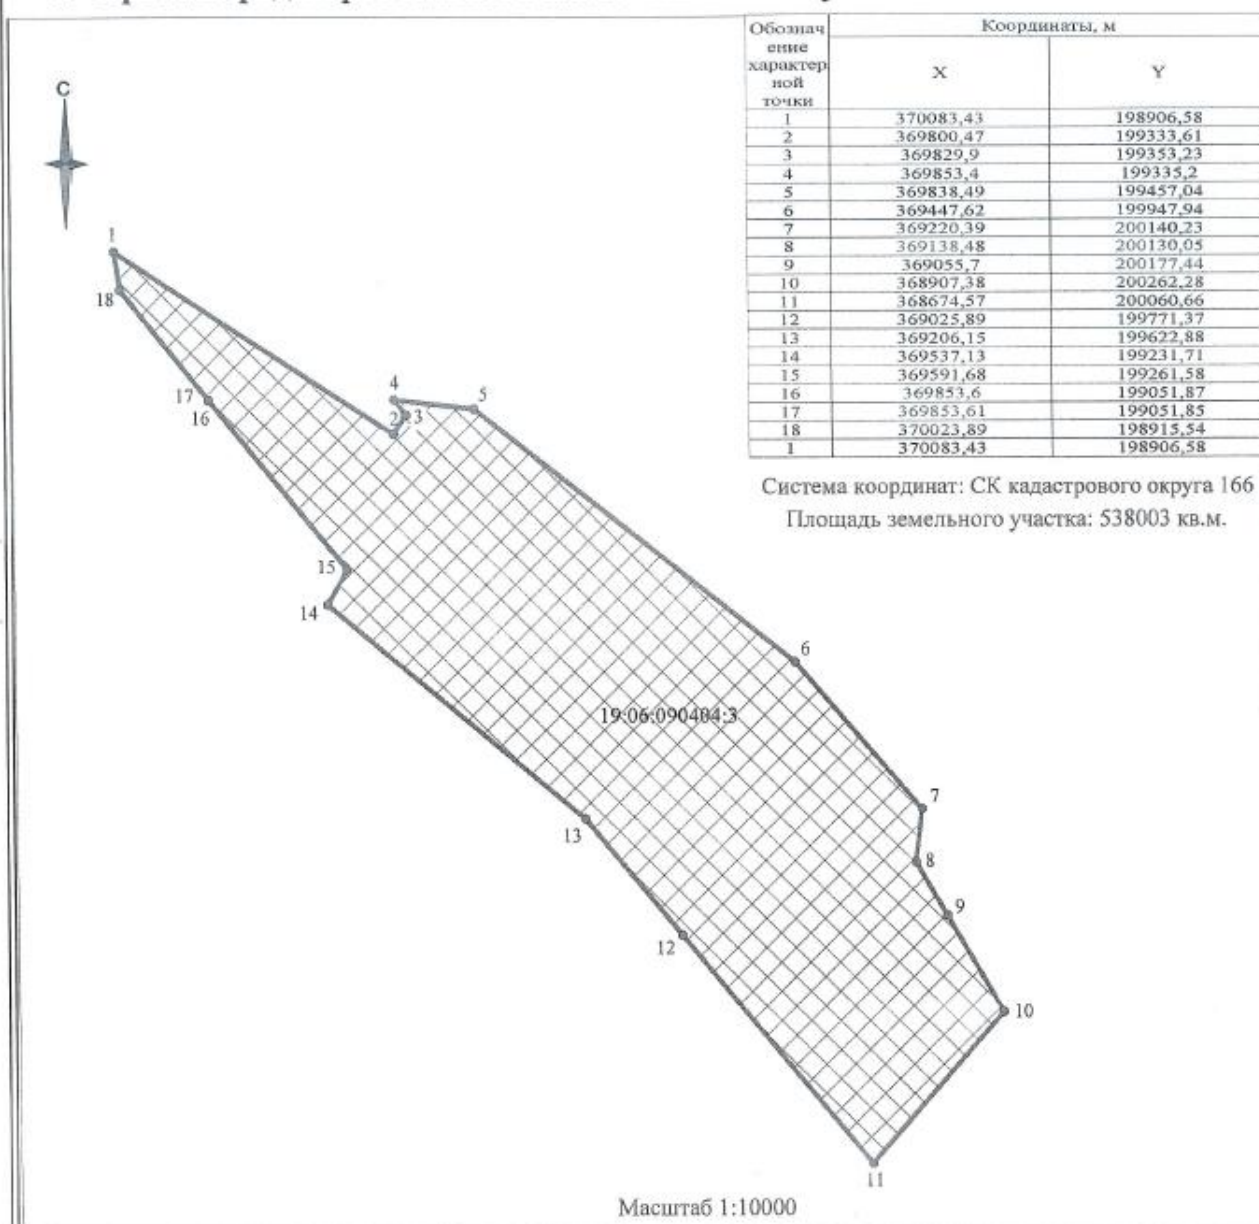 Обознач
ение
характер
ной
точки
Координаты, м
X Y
1 370083,43 198906,58
2 369800,47 199333,61
3 369829,9 199353,23
4 369853,4 199335,2
5 369838,49 199457,04
6 369447,62 199947,94
7 369220,39 200140,23
8 369138,48 200130,05
9 369055,7 200177,44
10 368907,38 200262,28
11 368674,57 200060,66
12 369025,89 199771,37
13 369206,15 199622,88
14 369537,13 199231,71
15 369591,68 199261,58
16 369853,6 199051,87
17 369853,61 199051,85
18 370023,89 198915,54
1 370083,43 198906,58
Система координат: СК кадастрового округа 166
Площадь земельного участка: 538003 кв.м.
С
1
18
4
5
2
3
17
16
15
14
6
19:06:090404:3
7
13
8
9
12
10
11
Масштаб 1:10000